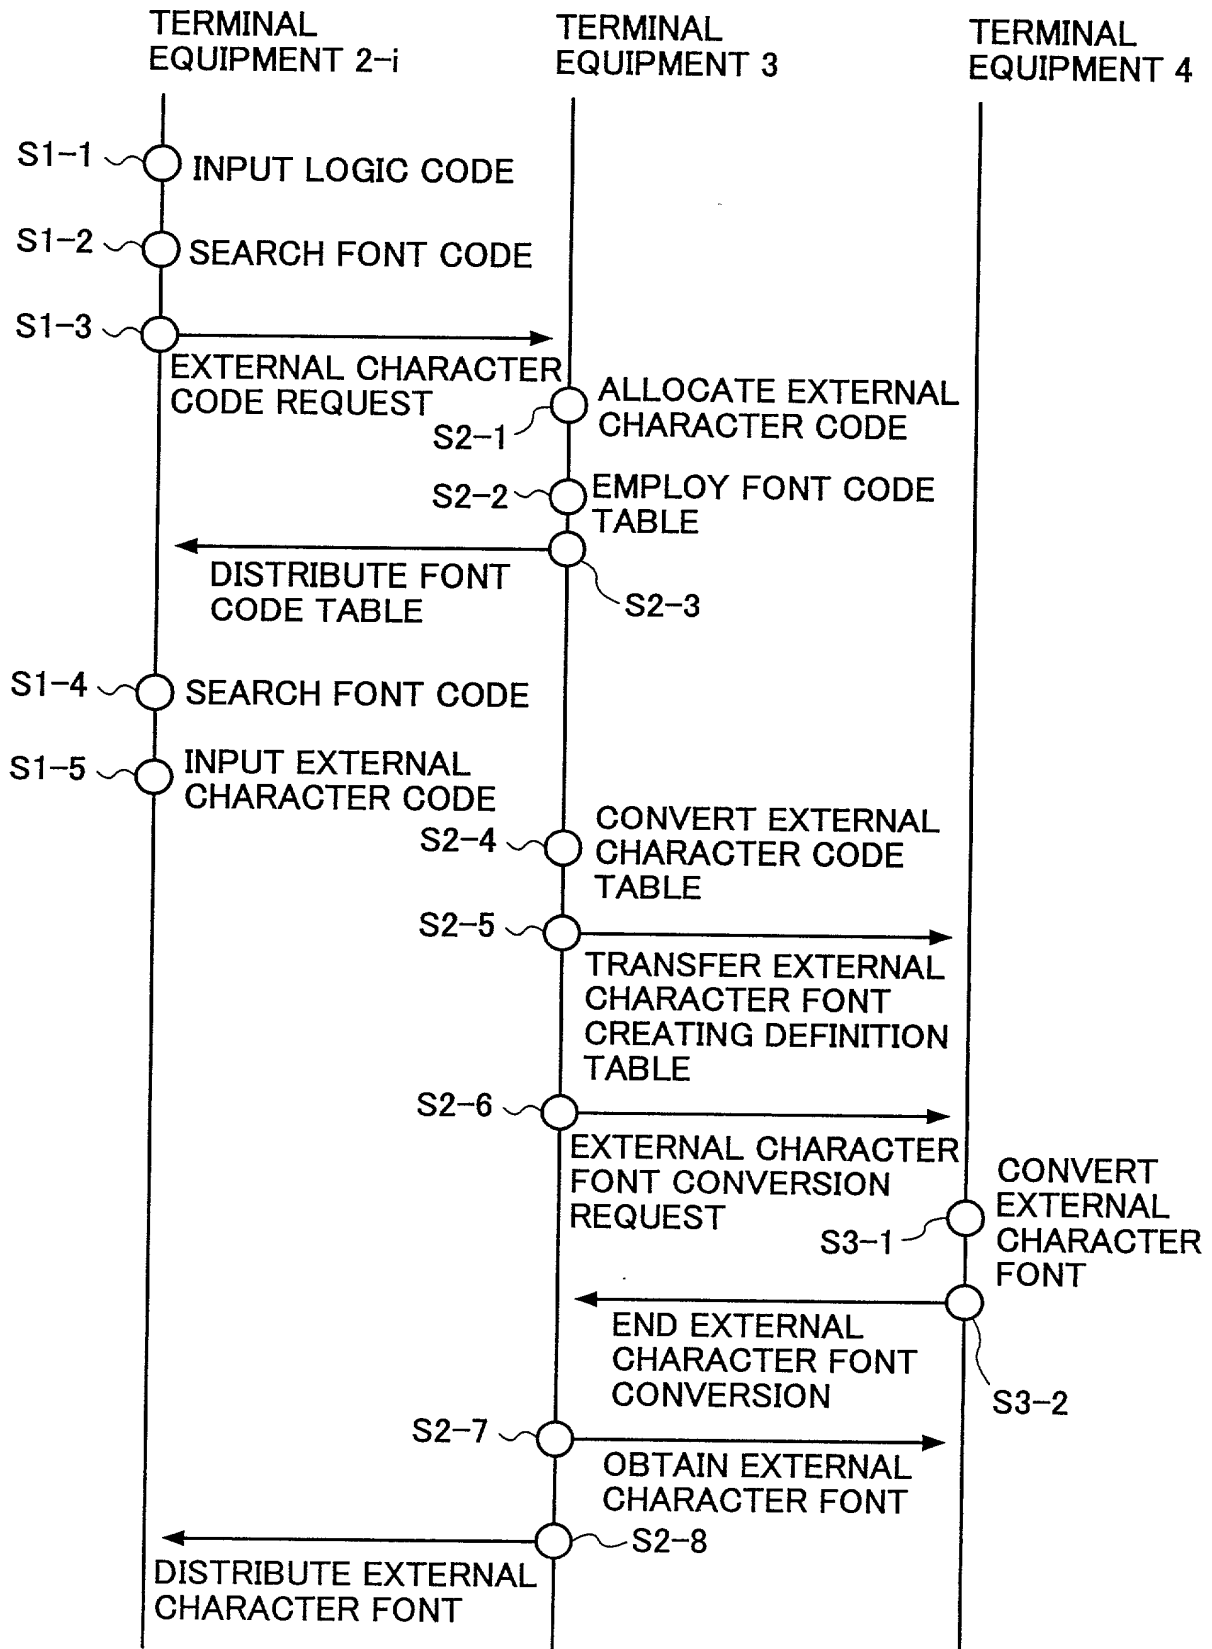 TERMINAL
EQUIPMENT 2-i
TERMINAL
EQUIPMENT 3
TERMINAL
EQUIPMENT 4
S1-1
INPUT LOGIC CODE
S1-2
SEARCH FONT CODE
S1-3
EXTERNAL CHARACTER
CODE REQUEST
S2-1
ALLOCATE EXTERNAL
CHARACTER CODE
S2-2
EMPLOY FONT CODE
TABLE
DISTRIBUTE FONT
CODE TABLE
S2-3
S1-4
SEARCH FONT CODE
S1-5
INPUT EXTERNAL
CHARACTER CODE
S2-4
CONVERT EXTERNAL
CHARACTER CODE
TABLE
S2-5
TRANSFER EXTERNAL
CHARACTER FONT
CREATING DEFINITION
TABLE
S2-6
EXTERNAL CHARACTER
FONT CONVERSION
REQUEST
S3-1
CONVERT
EXTERNAL
CHARACTER
FONT
END EXTERNAL
CHARACTER FONT
CONVERSION
S3-2
S2-7
OBTAIN EXTERNAL
CHARACTER FONT
S2-8
DISTRIBUTE EXTERNAL
CHARACTER FONT